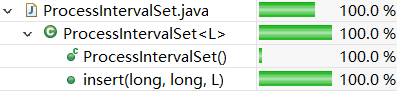 ProcessIntervalSet.java 100.0 %
ProcessIntervalSet<L> 100.0 %
ProcessIntervalSet() 100.0 %
insert(long, long, L) 100.0 %